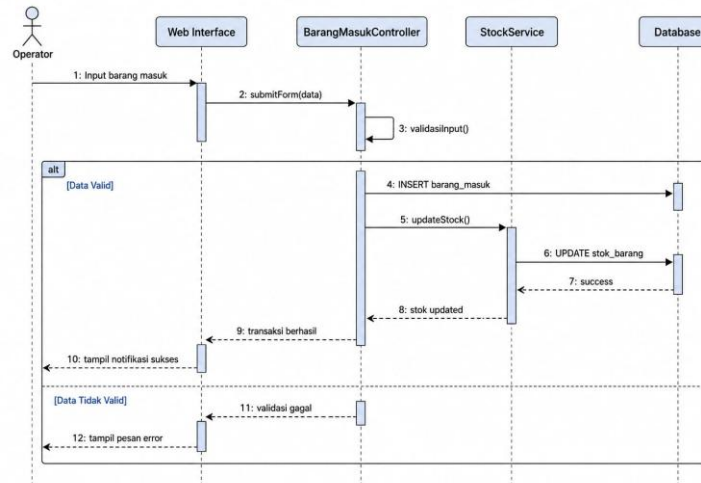 Operator
Web Interface
BarangMasukController
StockService
Database
1: Input barang masuk
2: submitForm(data)
3: validasiInput()
alt
[Data Valid]
4: INSERT barang_masuk
5: updateStock()
6: UPDATE stok_barang
7: success
8: stok updated
9: transaksi berhasil
10: tampil notifikasi sukses
[Data Tidak Valid]
11: validasi gagal
12: tampil pesan error